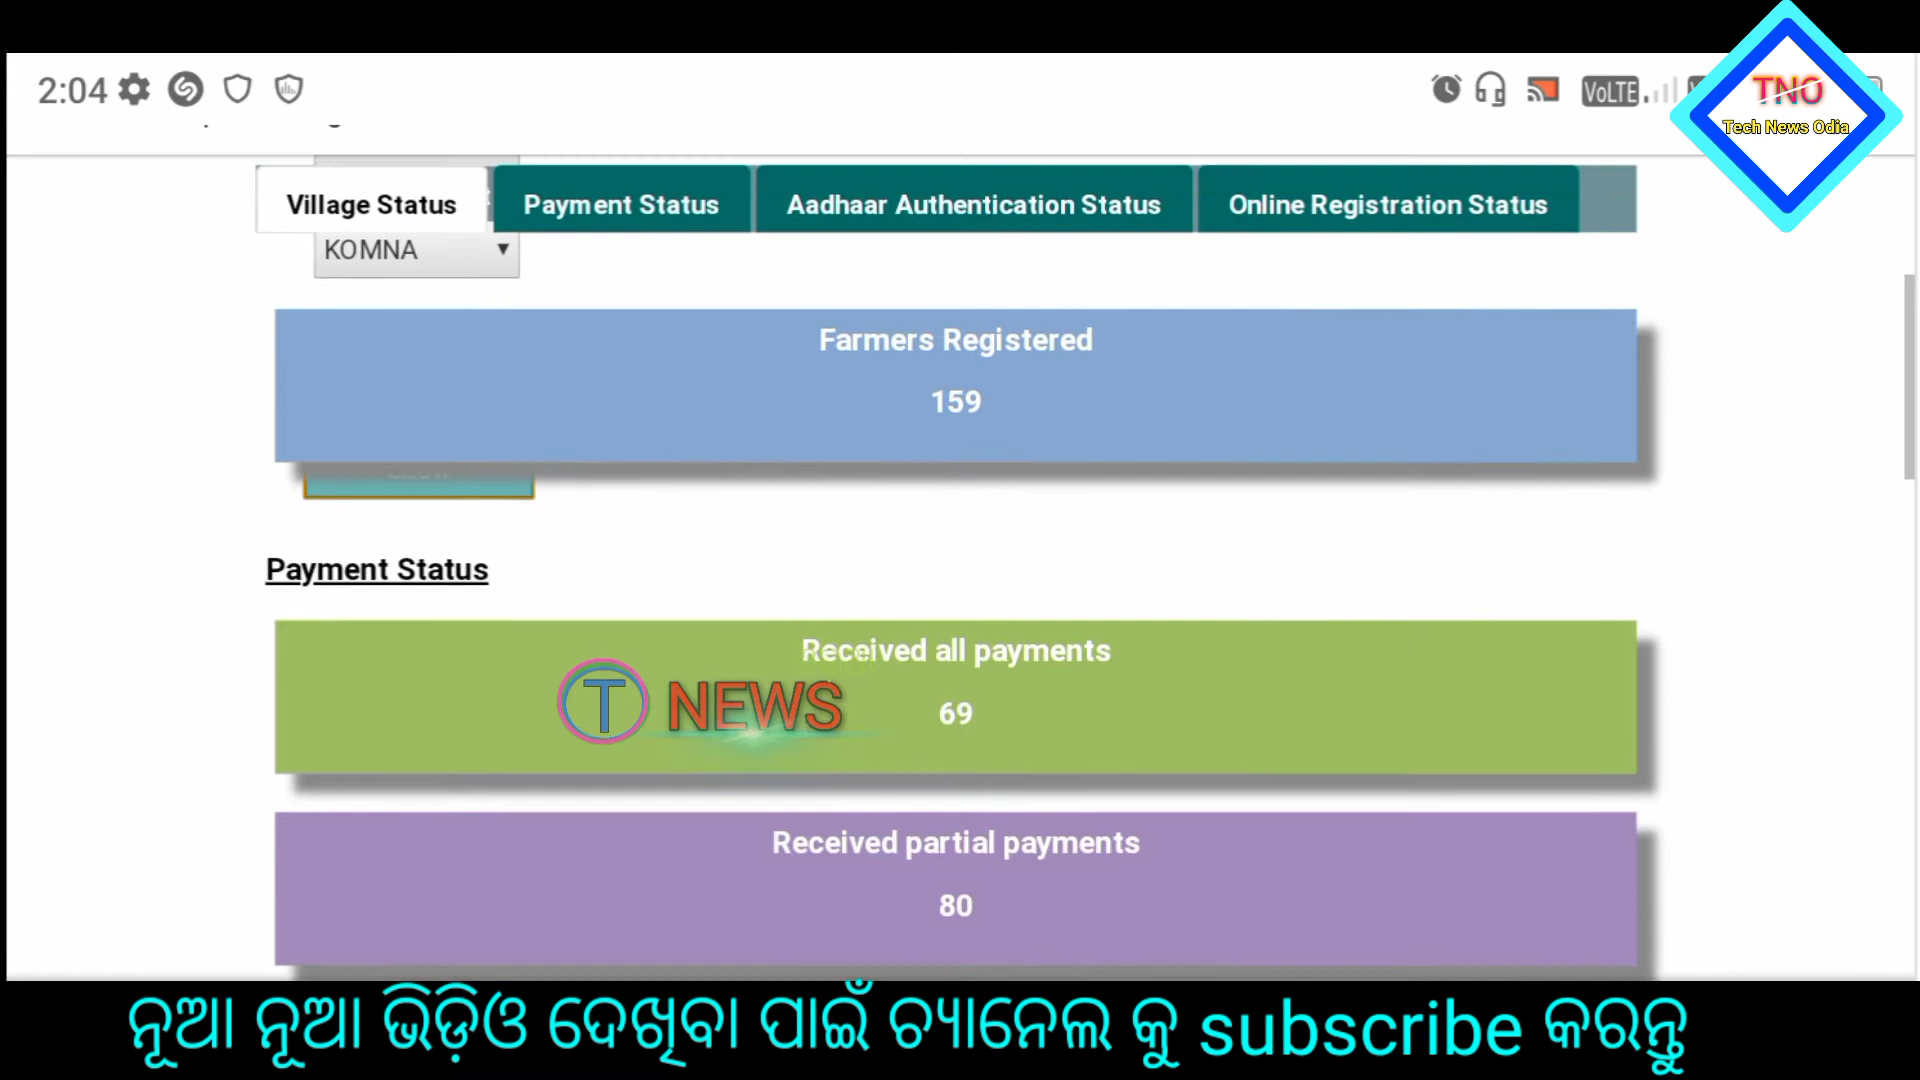 2:04
VoLTE
TNO
Tech News Odia
Village Status
Payment Status
Aadhaar Authentication Status
Online Registration Status
KOMNA
Farmers Registered
159
Payment Status
Received all payments
T NEWS
69
Received partial payments
80
ନୂଆ ନୂଆ ଭିଡ଼ିଓ ଦେଖିବା ପାଇଁ ଚ୍ୟାନେଲ କୁ subscribe କରନ୍ତୁ